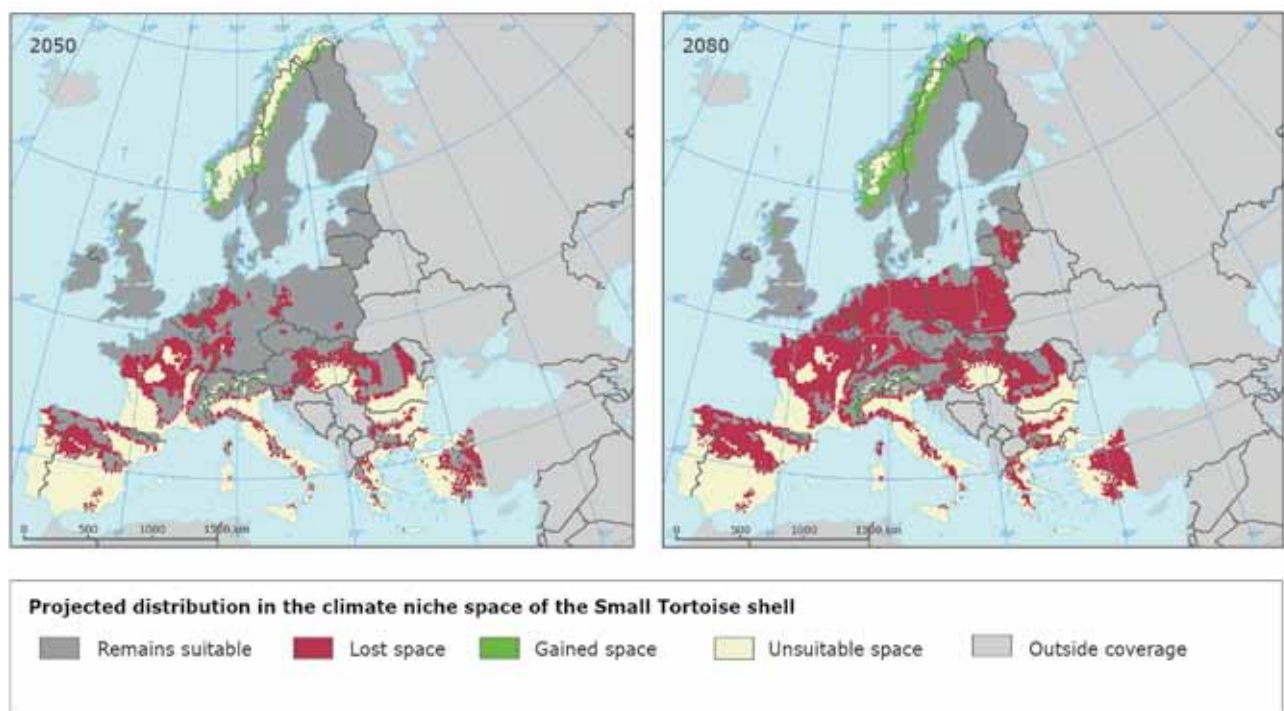 2050
2080
0 500 1000 1500 km
0 500 1000 1500 km
Projected distribution in the climate niche space of the Small Tortoise shell
Remains suitable Lost space Gained space Unsuitable space Outside coverage